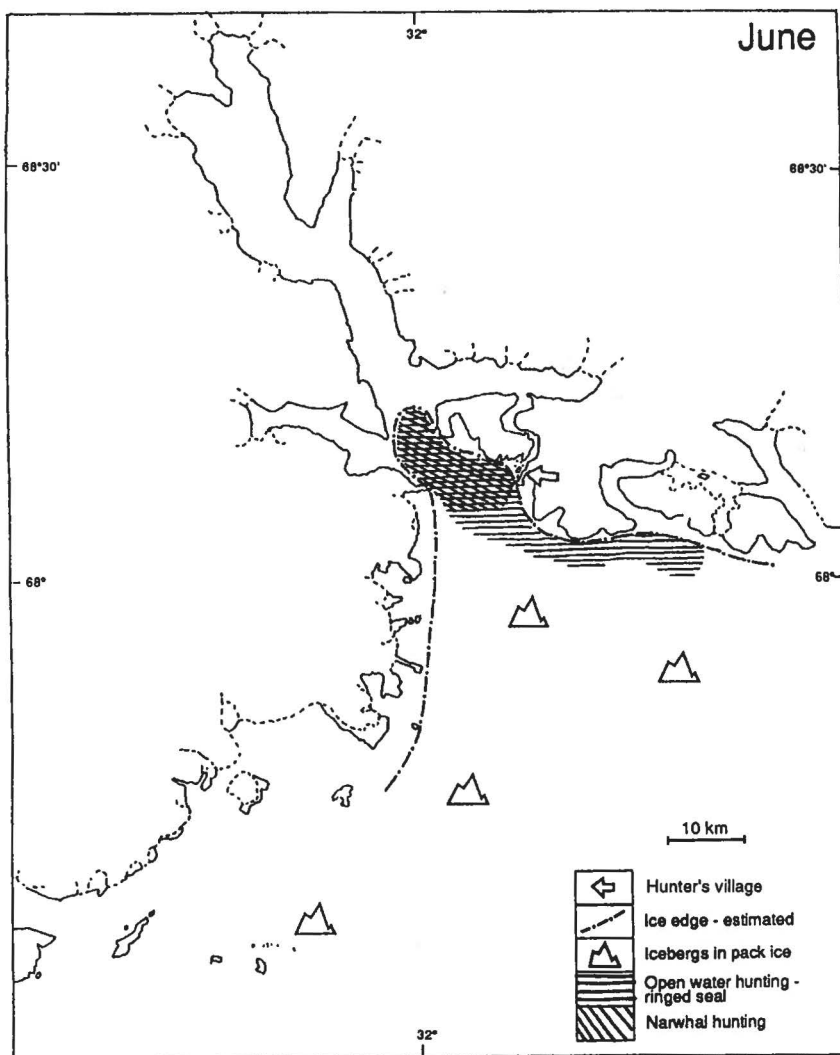 32°
June
68°30'
68°30'
68°
68°
10 km
Hunter's village
Ice edge - estimated
Icebergs in pack ice
Open water hunting -
ringed seal
Narwhal hunting
32°